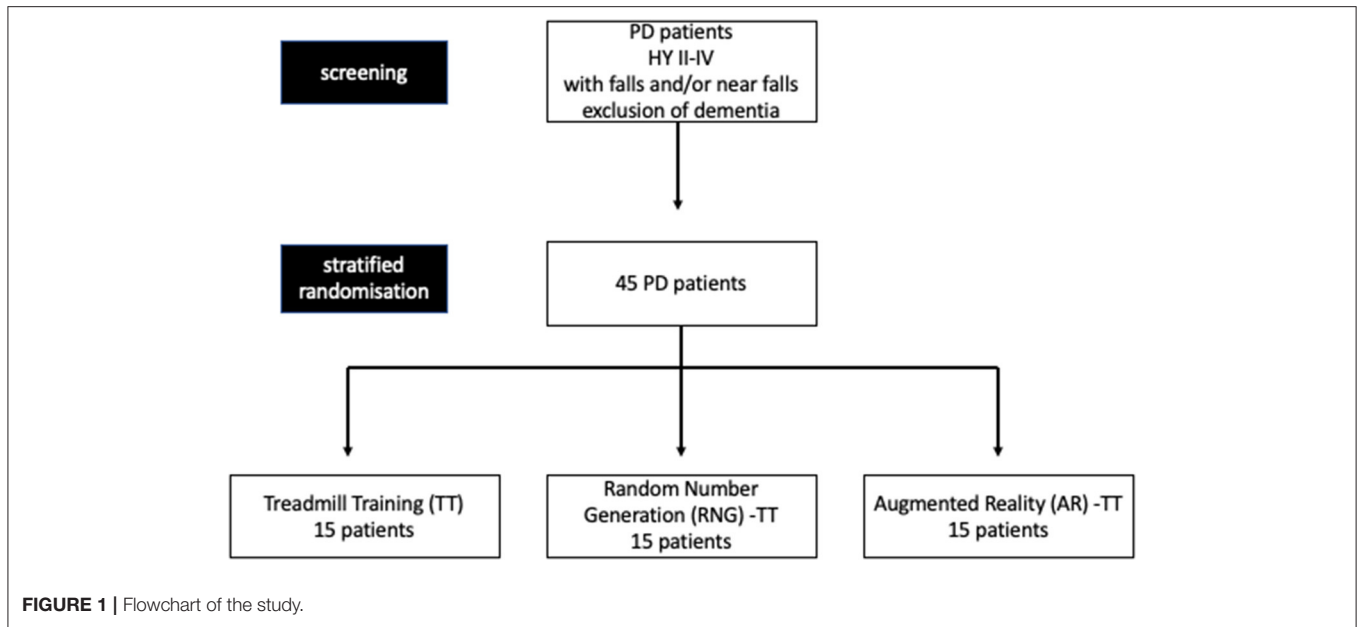 screening
PD patients
HY II-IV
with falls and/or near falls
exclusion of dementia
stratified
randomisation
45 PD patients
Treadmill Training (TT)
15 patients
Random Number
Generation (RNG) -TT
15 patients
Augmented Reality (AR) -TT
15 patients
FIGURE 1 | Flowchart of the study.